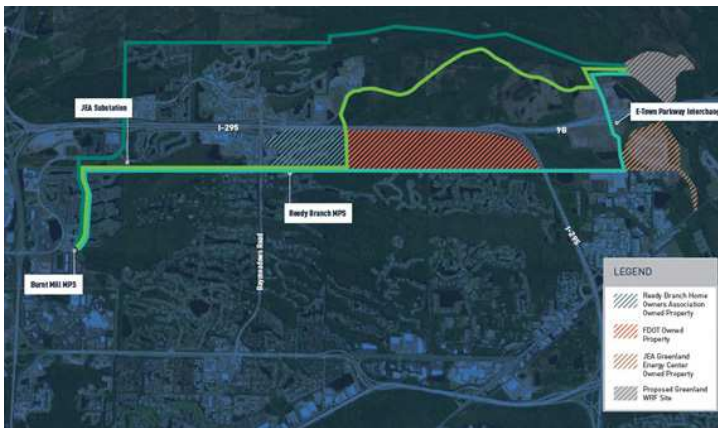 JEA Substation
I-295
9B
E-Town Parkway Interchang
Reedy Branch MPS
I-295
Baymeadows Road
Burnt Mill MPS
LEGEND
Reedy Branch Home
Owners Association
Owned Property
FDOT Owned
Property
JEA Greenland
Energy Center
Owned Property
Proposed Greenland
WRF Site